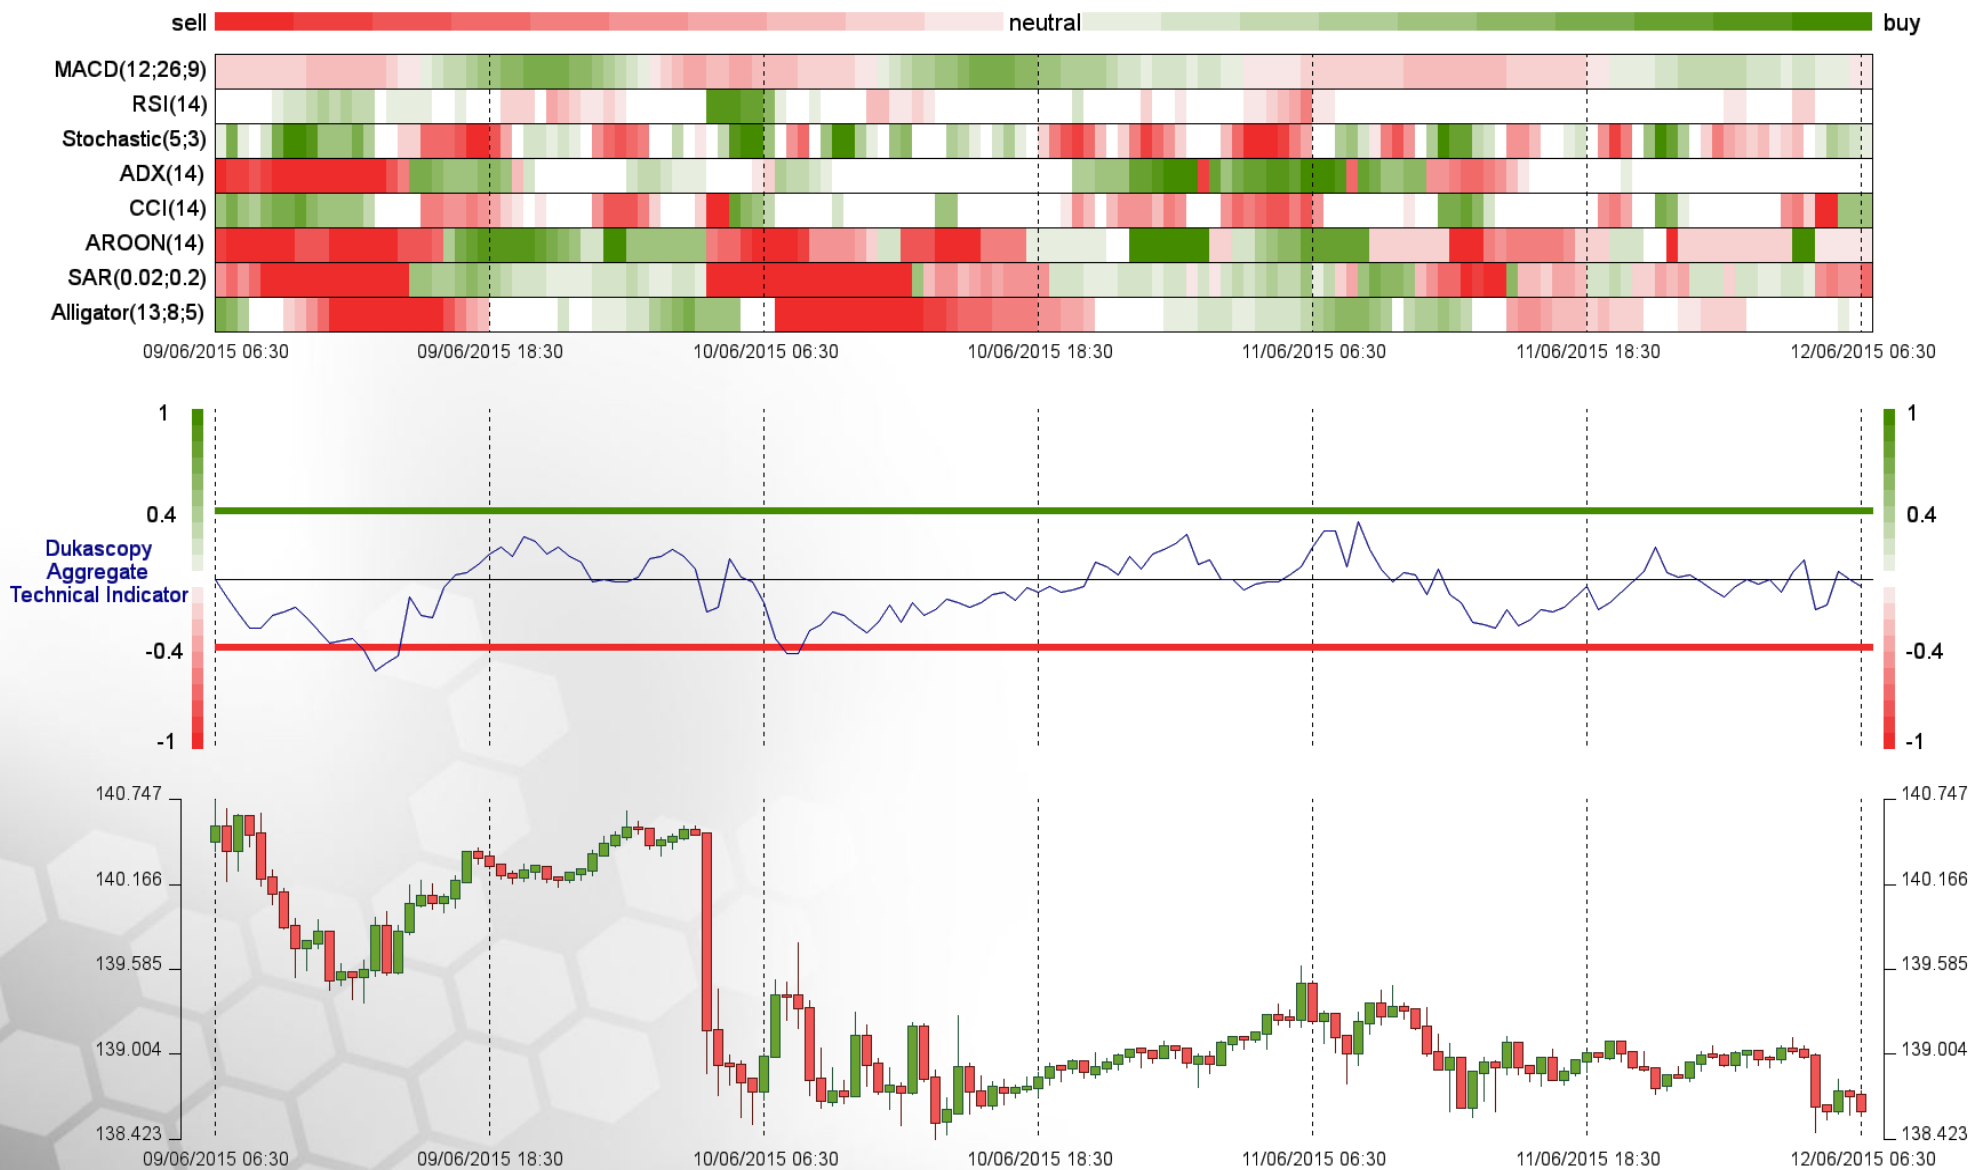 sell neutral buy
MACD(12;26;9)
RSI(14)
Stochastic(5;3)
ADX(14)
CCI(14)
AROON(14)
SAR(0.02;0.2)
Alligator(13;8;5)
09/06/2015 06:30 09/06/2015 18:30 10/06/2015 06:30 10/06/2015 18:30 11/06/2015 06:30 11/06/2015 18:30 12/06/2015 06:30
1 1
0.4 0.4
Dukascopy
Aggregate
Technical Indicator
-0.4 -0.4
-1 -1
140.747 140.747
140.166 140.166
139.585 139.585
139.004 139.004
138.423 138.423
09/06/2015 06:30 09/06/2015 18:30 10/06/2015 06:30 10/06/2015 18:30 11/06/2015 06:30 11/06/2015 18:30 12/06/2015 06:30